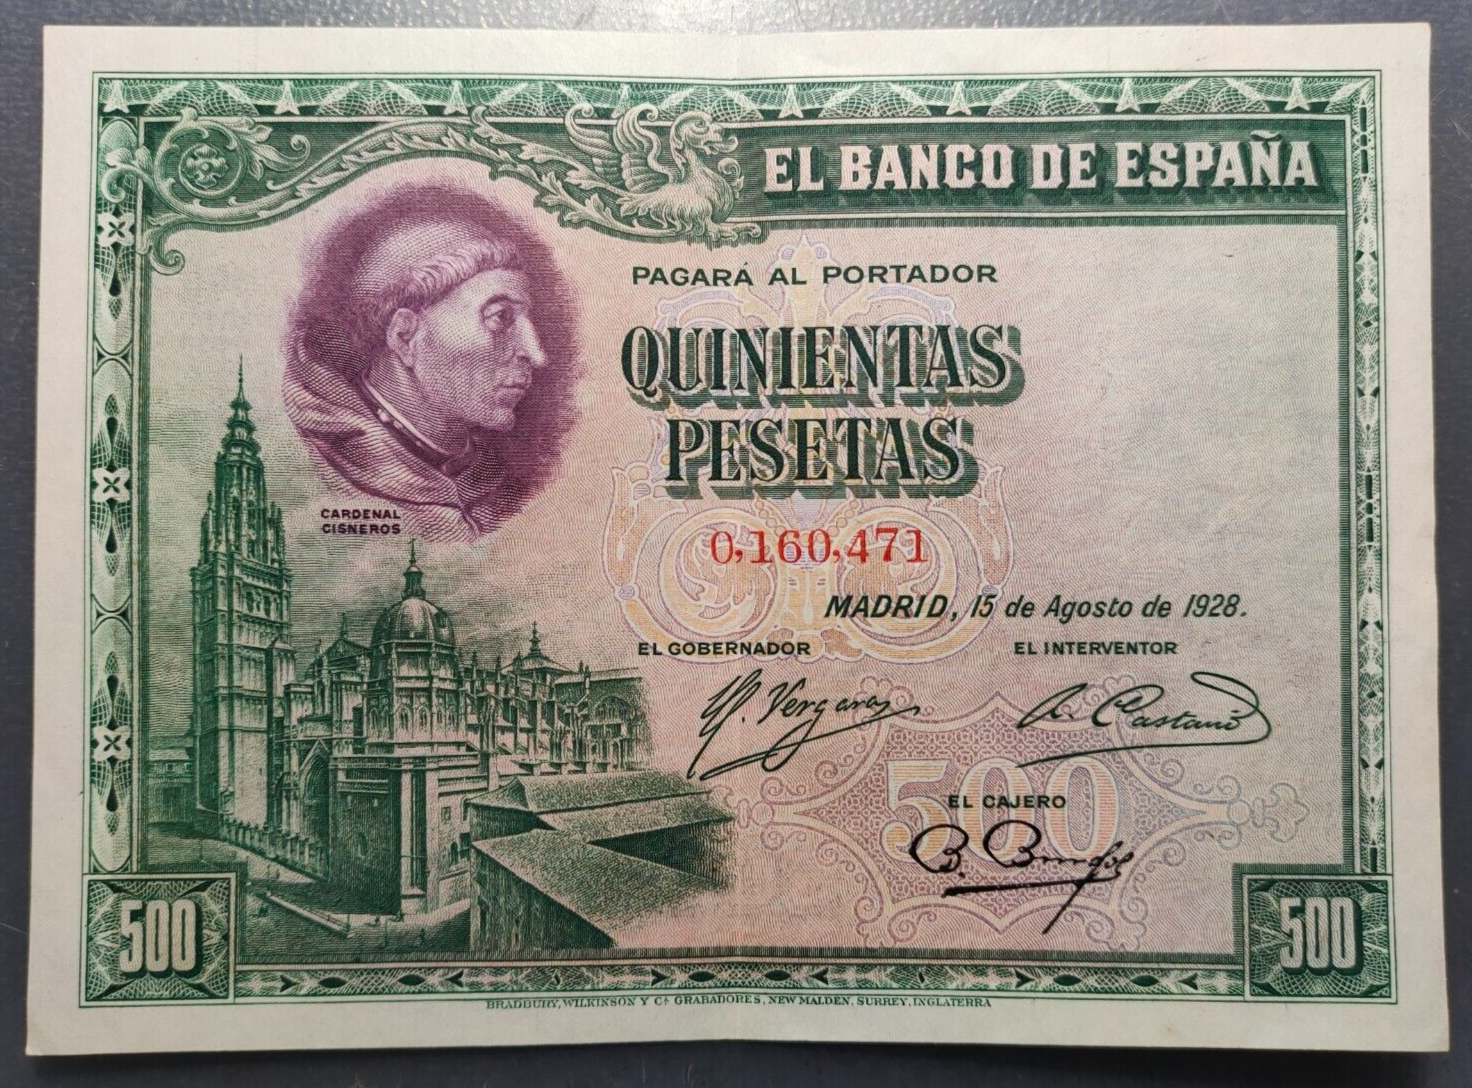 EL BANCO DE ESPAÑA
PAGARÁ AL PORTADOR
QUINIENTAS
PESETAS
CARDENAL
CISNEROS
0,160,471
MADRID, 15 de Agosto de 1928.
EL GOBERNADOR EL INTERVENTOR
500
EL CAJERO
500 500
BRADBURY, WILKINSON Y Cª GRABADORES, NEW MALDEN, SURREY, INGLATERRA